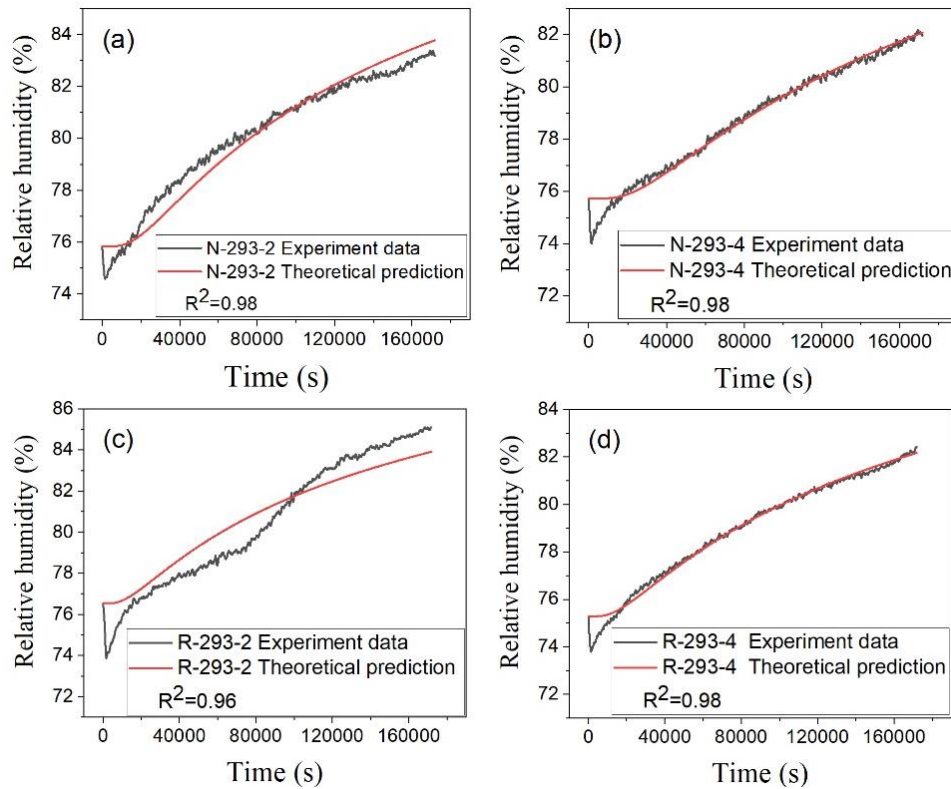 (a)
Relative humidity (%)
84
82
80
78
76
74
N-293-2 Experiment data
N-293-2 Theoretical prediction
R²=0.98
0 40000 80000 120000 160000
Time (s)
(b)
Relative humidity (%)
82
80
78
76
74
72
N-293-4 Experiment data
N-293-4 Theoretical prediction
R²=0.98
0 40000 80000 120000 160000
Time (s)
(c)
Relative humidity (%)
86
84
82
80
78
76
74
72
R-293-2 Experiment data
R-293-2 Theoretical prediction
R²=0.96
0 40000 80000 120000 160000
Time (s)
(d)
Relative humidity (%)
84
82
80
78
76
74
72
R-293-4 Experiment data
R-293-4 Theoretical prediction
R²=0.98
0 40000 80000 120000 160000
Time (s)